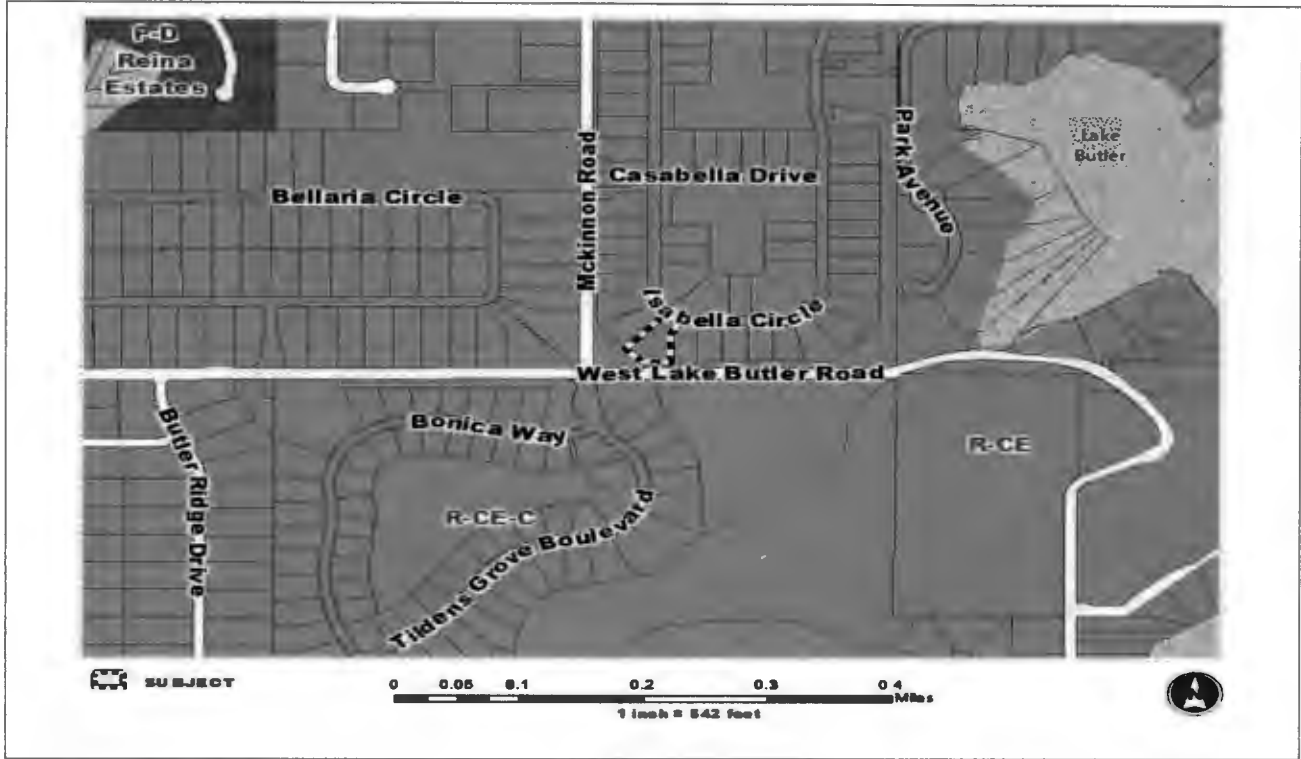 P-D
Reina
Estates
Lake
Butler
Park Avenue
Mckinnon Road
Casabella Drive
Bellaria Circle
Isabella Circle
West Lake Butler Road
Bonica Way
Butler Ridge Drive
R-CE
R-CE-C
Tildens Grove Boulevard
SUBJECT
0 0.05 0.1 0.2 0.3 0.4 Miles
1 inch = 542 feet
N